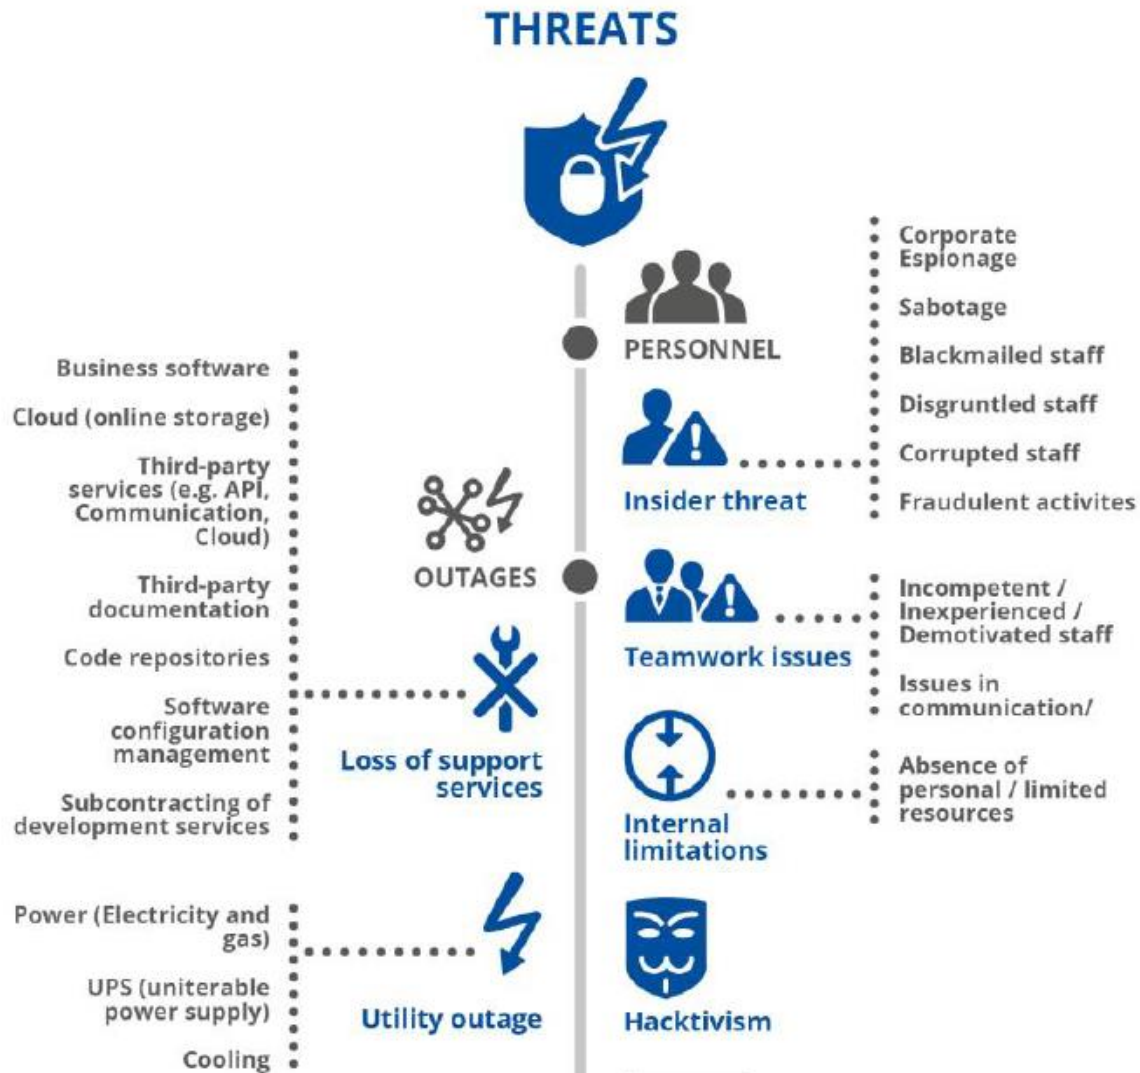 THREATS
PERSONNEL
Insider threat
Corporate
Espionage
Sabotage
Blackmailed staff
Disgruntled staff
Corrupted staff
Fraudulent activites
Teamwork issues
Incompetent /
Inexperienced /
Demotivated staff
Issues in
communication/
Internal
limitations
Absence of
personal / limited
resources
Hacktivism
OUTAGES
Loss of support
services
Business software
Cloud (online storage)
Third-party
services (e.g. API,
Communication,
Cloud)
Third-party
documentation
Code repositories
Software
configuration
management
Subcontracting of
development services
Utility outage
Power (Electricity and
gas)
UPS (uniterable
power supply)
Cooling